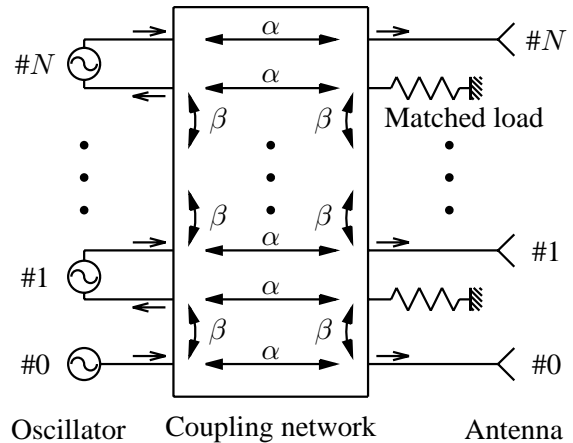 α
#N #N
α
β β Matched load
β β
α
#1 #1
α
β β
#0 α #0
Oscillator Coupling network Antenna